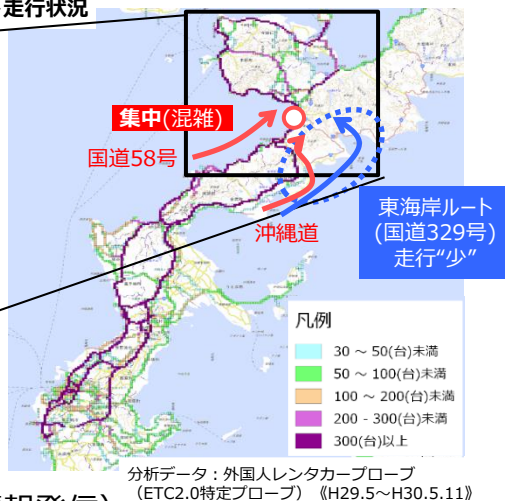 走行状況
集中(混雑)
国道58号
沖縄道
東海岸ルート
(国道329号)
走行“少”
凡例
30 ～ 50(台)未満
50 ～ 100(台)未満
100 ～ 200(台)未満
200 - 300(台)未満
300(台)以上
分析データ：外国人レンタカープローブ
（ETC2.0特定プローブ）《H29.5～H30.5.11》